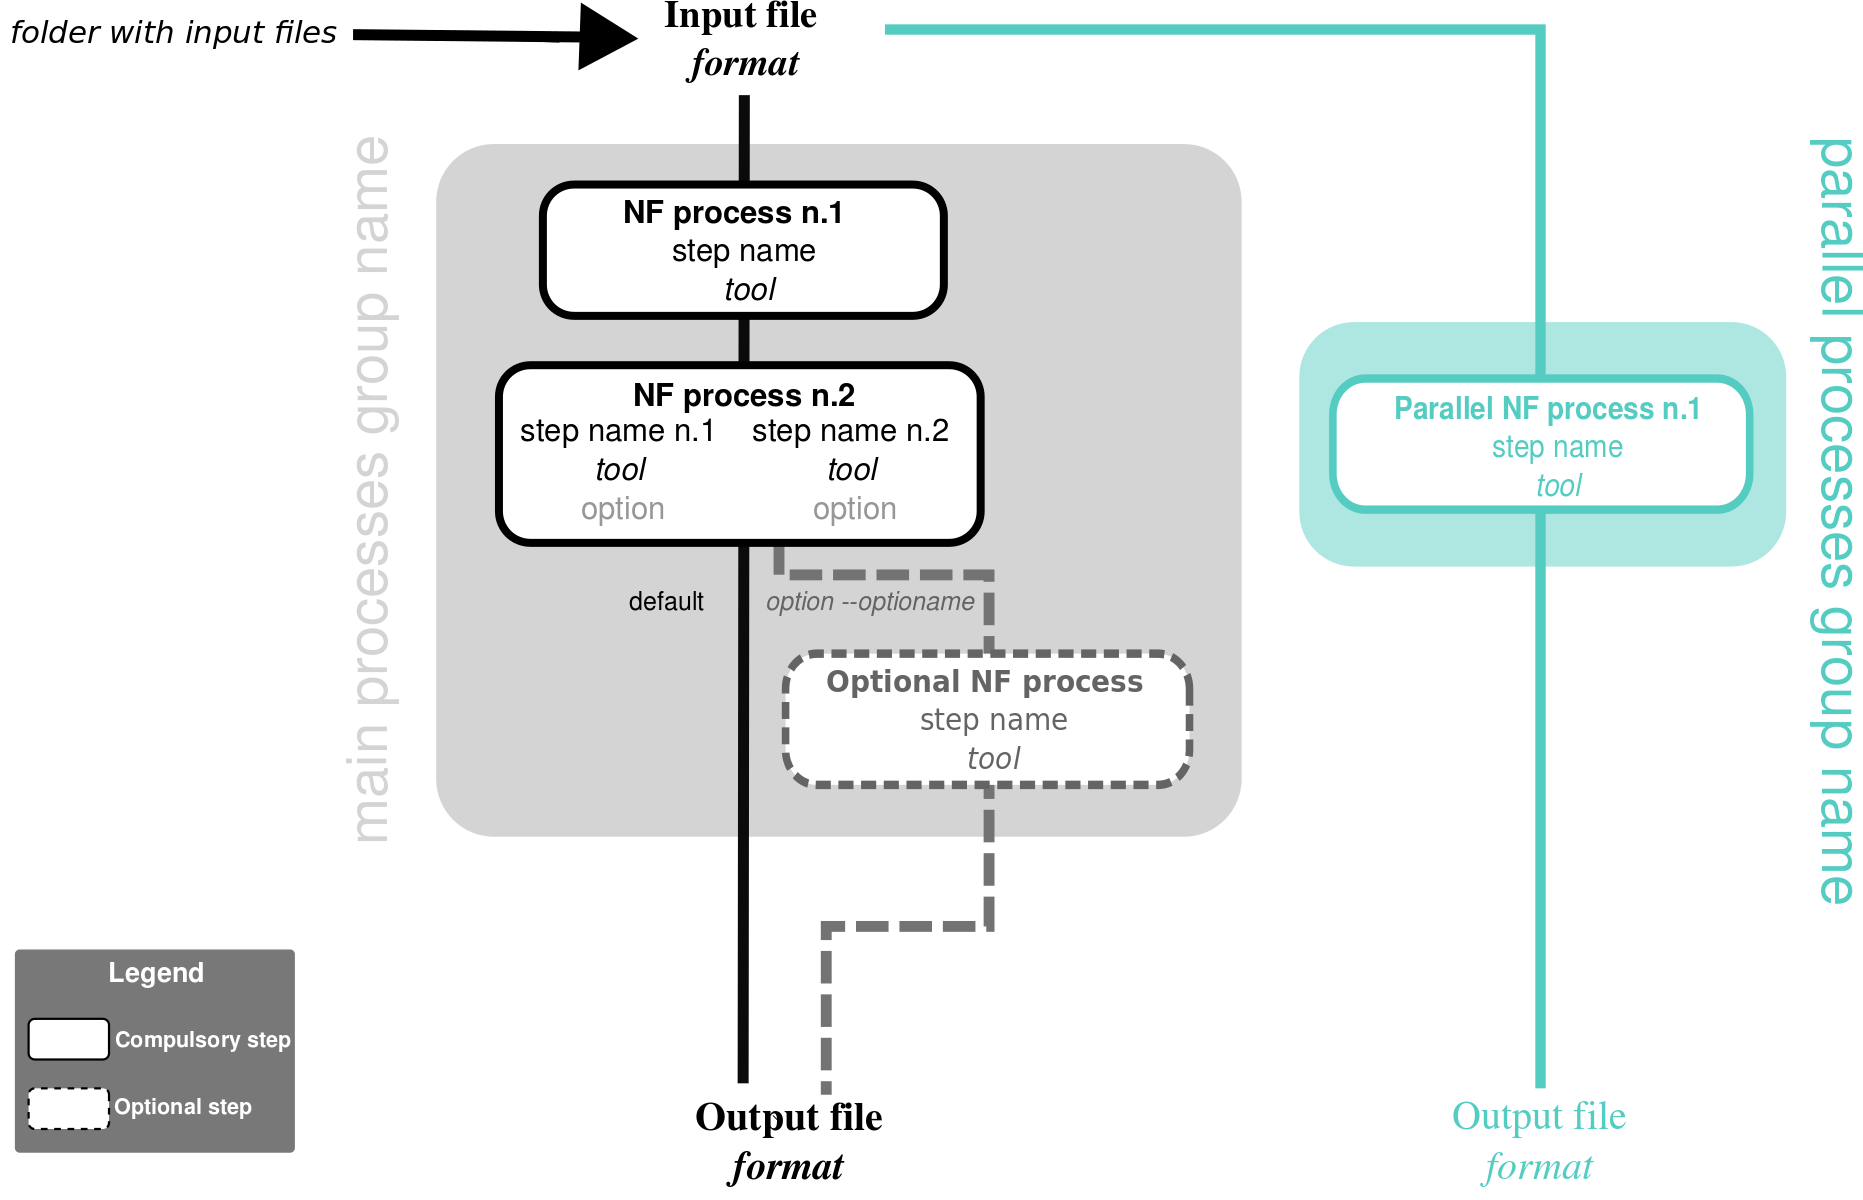 folder with input files
Input file
format
main processes group name
NF process n.1
step name
tool
NF process n.2
step name n.1 step name n.2
tool tool
option option
default option --optioname
Optional NF process
step name
tool
Output file
format
Parallel NF process n.1
step name
tool
parallel processes group name
Output file
format
Legend
Compulsory step
Optional step